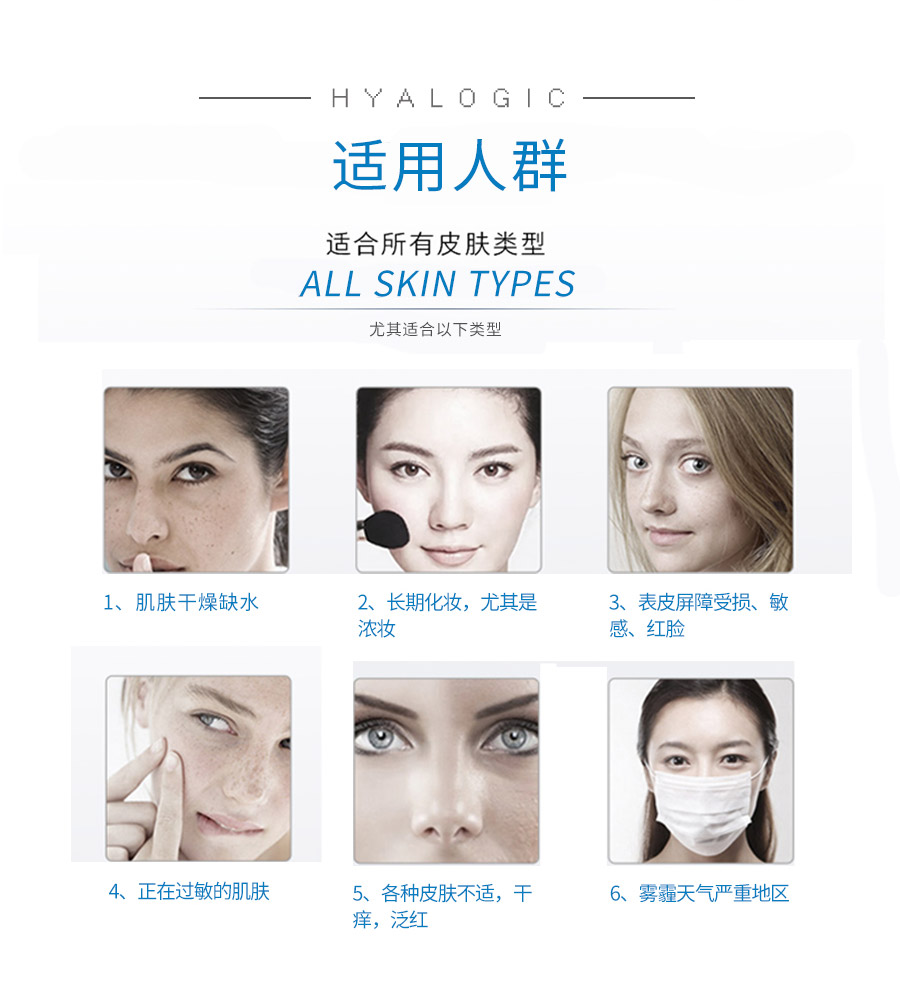 HYALOGIC
适用人群
适合所有皮肤类型
ALL SKIN TYPES
尤其适合以下类型
1、肌肤干燥缺水
2、长期化妆，尤其是
浓妆
3、表皮屏障受损、敏
感、红脸
4、正在过敏的肌肤
5、各种皮肤不适，干
痒，泛红
6、雾霾天气严重地区